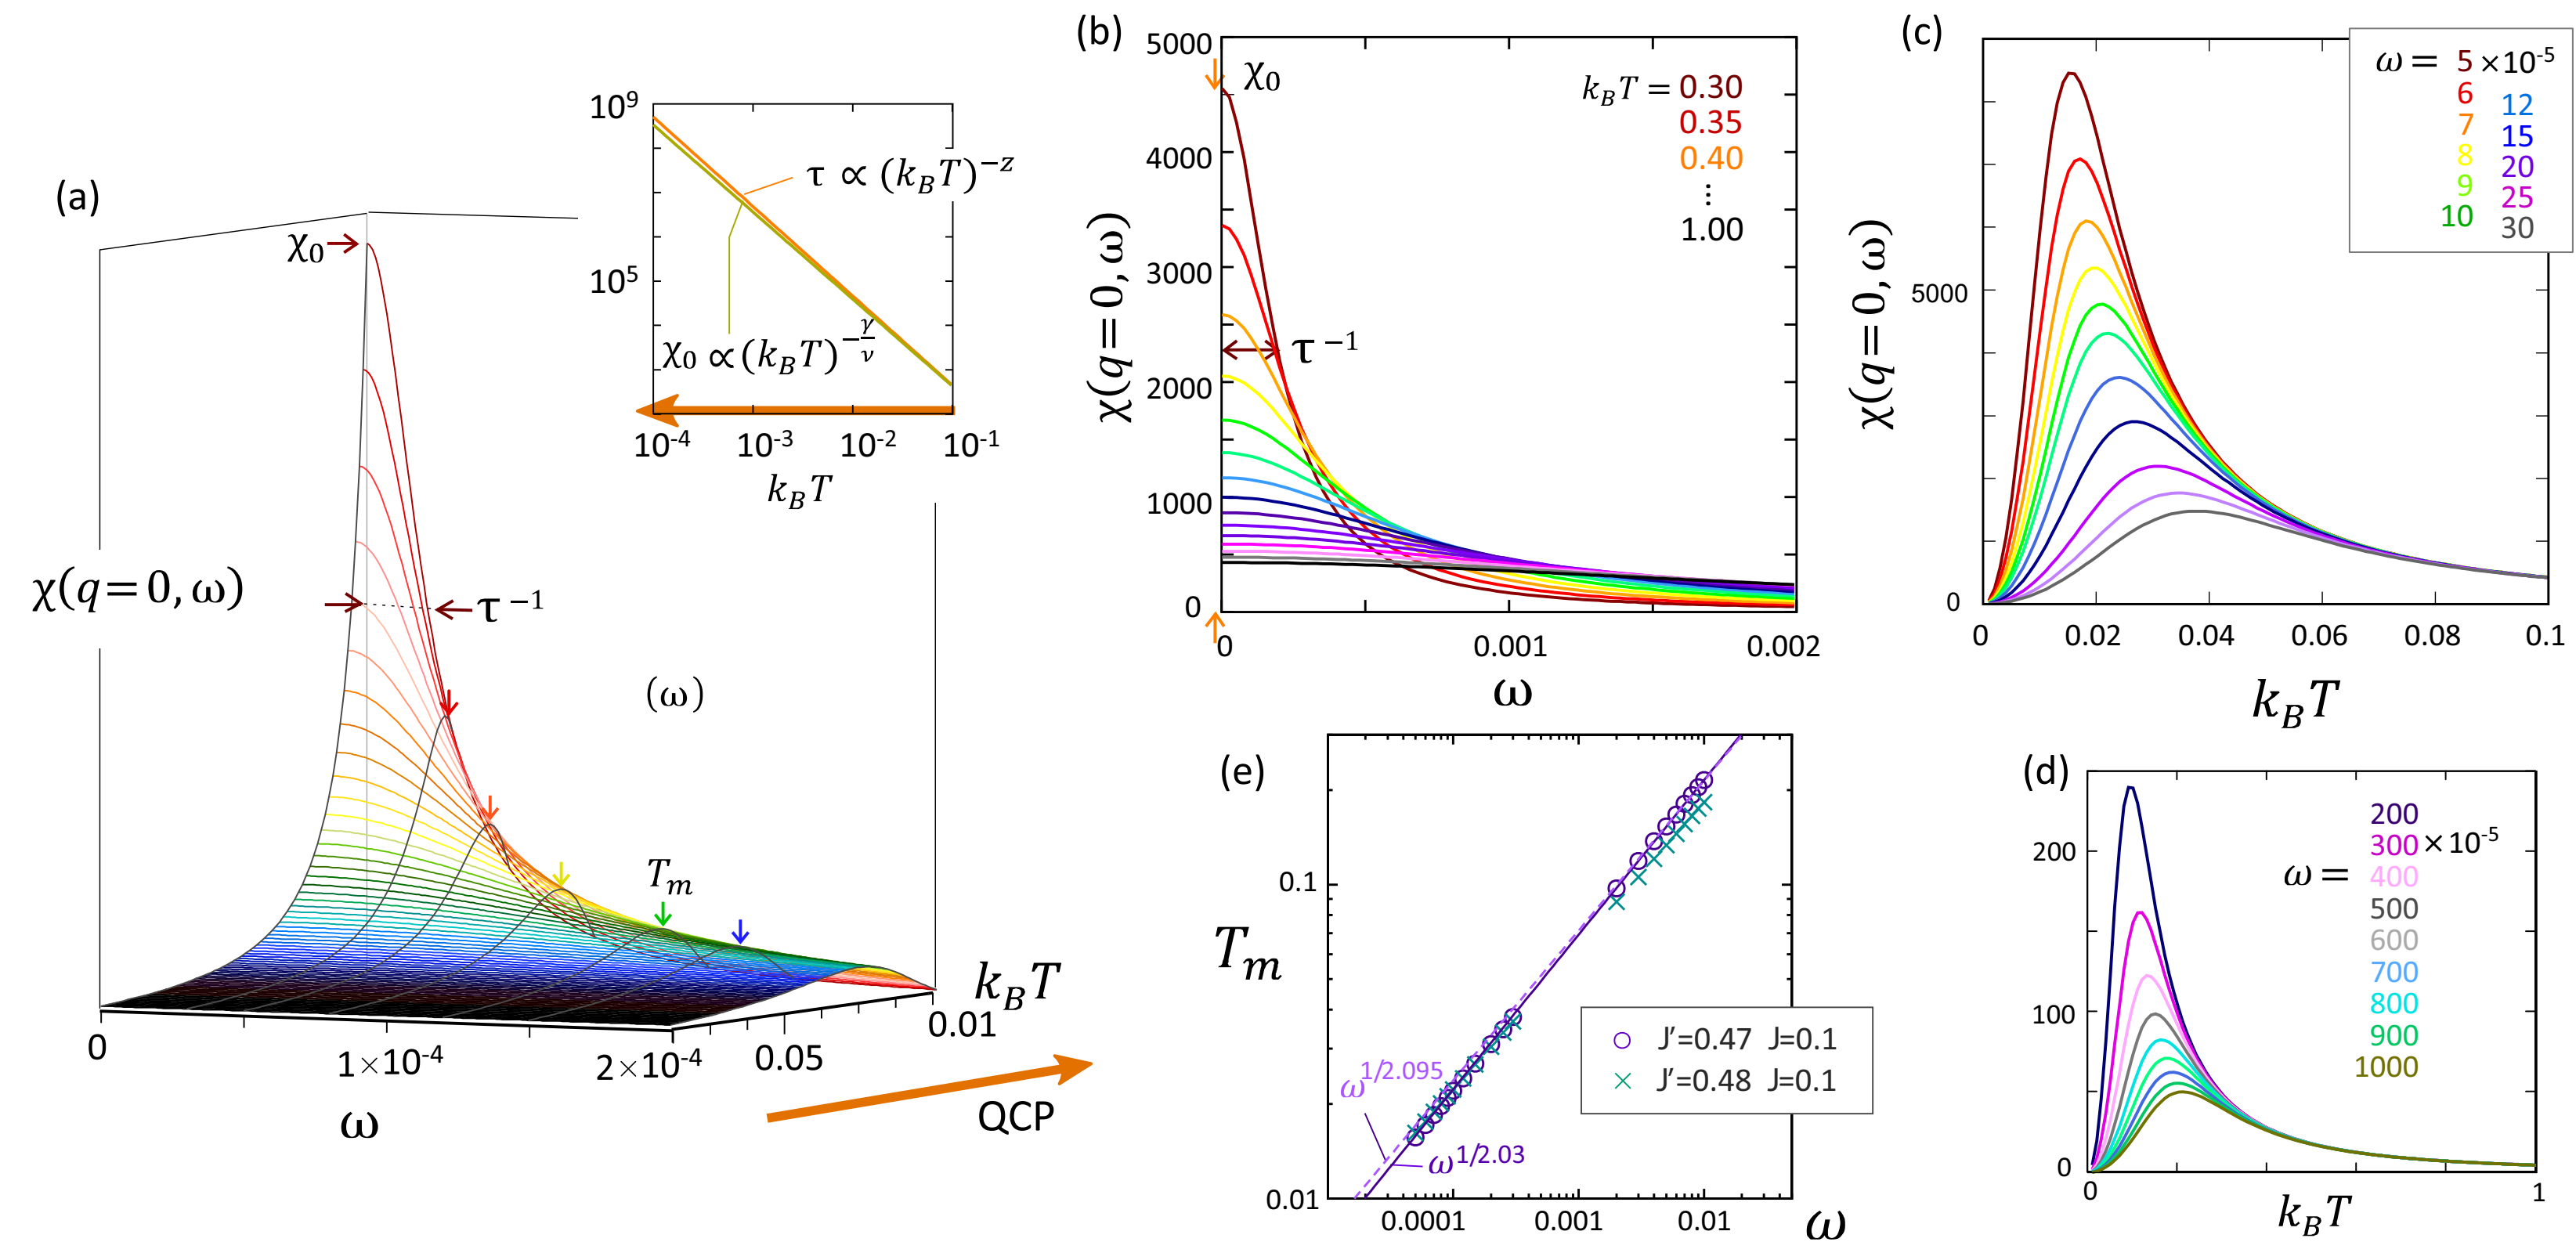 (a)
χ₀
χ(q=0, ω)
τ⁻¹
(ω)
Tₘ
k_BT
0.01
0.05
0
1×10⁻⁴
2×10⁻⁴
ω
QCP
10⁹
10⁵
τ ∝ (k_BT)^−z
χ₀ ∝ (k_BT)^−γ/ν
10⁻⁴ 10⁻³ 10⁻² 10⁻¹
k_BT
(b)
χ(q=0, ω)
5000
4000
3000
2000
1000
0
χ₀
τ⁻¹
k_BT = 0.30
0.35
0.40
⋮
1.00
0 0.001 0.002
ω
(c)
χ(q=0, ω)
5000
0
ω = 5 ×10⁻⁵
6
7
8
9
10
12
15
20
25
30
0 0.02 0.04 0.06 0.08 0.1
k_BT
(e)
Tₘ
0.1
0.01
ω^1/2.095
ω^1/2.03
J′=0.47 J=0.1
J′=0.48 J=0.1
0.0001 0.001 0.01
ω
(d)
200
100
0
ω =
200
300 ×10⁻⁵
400
500
600
700
800
900
1000
0 1
k_BT